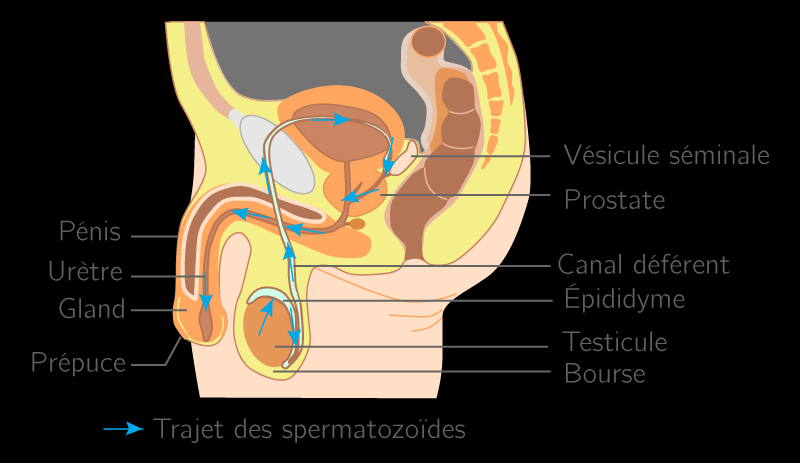 Vésicule séminale
Prostate
Pénis
Urètre
Gland
Prépuce
Canal déférent
Épididyme
Testicule
Bourse
Trajet des spermatozoïdes